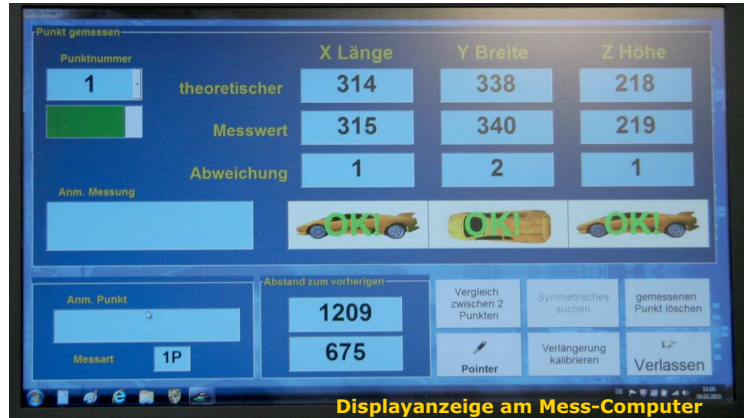 Punkt gemessen
Punktnummer
X Länge
Y Breite
Z Höhe
1
theoretischer
314
338
218
Messwert
315
340
219
Abweichung
1
2
1
Anm. Messung
OK!
OK!
OK!
Anm. Punkt
Abstand zum vorherigen
1209
675
Messart
1P
Vergleich
zwischen 2
Punkten
Symmetrisches
suchen
gemessenen
Punkt löschen
Pointer
Verlängerung
kalibrieren
Verlassen
DE
Displayanzeige am Mess-Computer